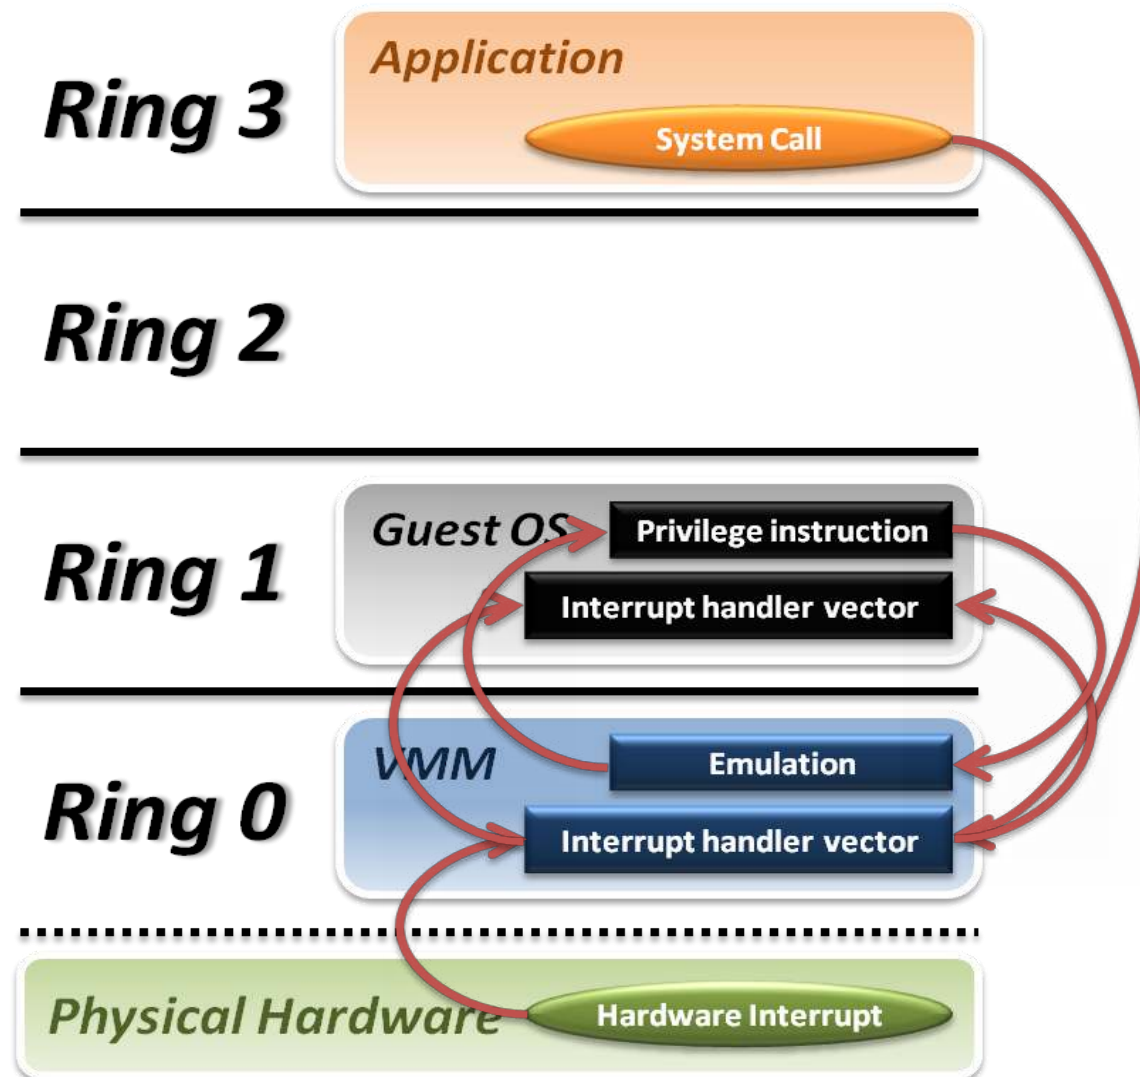 Ring 3
Application
System Call
Ring 2
Ring 1
Guest OS
Privilege instruction
Interrupt handler vector
Ring 0
VMM
Emulation
Interrupt handler vector
Physical Hardware
Hardware Interrupt